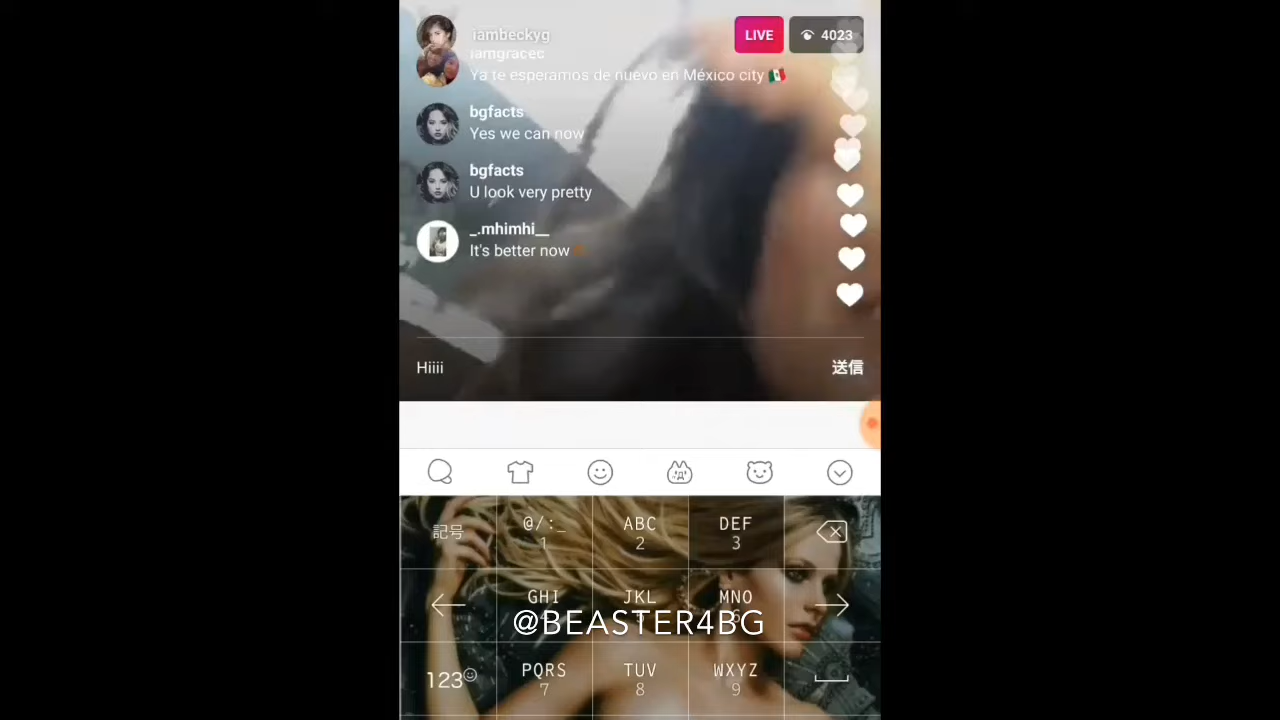 iambeckyg
LIVE
4023
iamgracec
Ya te esperamos de nuevo en México city 🇲🇽
bgfacts
Yes we can now
bgfacts
U look very pretty
_.mhimhi__
It's better now
Hiiii
送信
記号
@/:_
1
ABC
2
DEF
3
GHI
JKL
5
MNO
6
@BEASTER4BG
123☺
PQRS
7
TUV
8
WXYZ
9